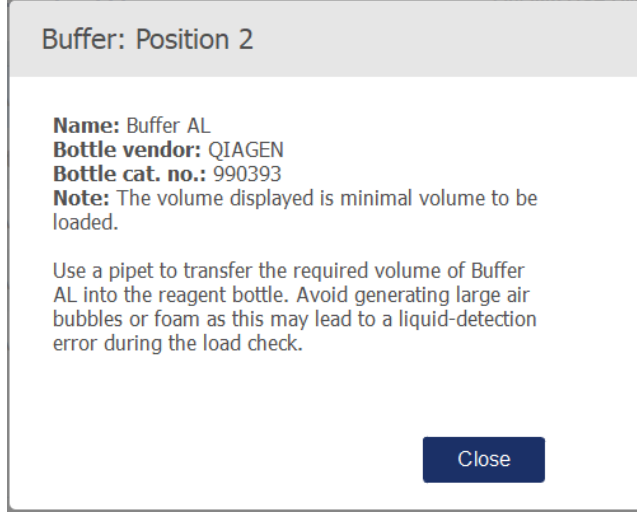 Buffer: Position 2
Name: Buffer AL
Bottle vendor: QIAGEN
Bottle cat. no.: 990393
Note: The volume displayed is minimal volume to be
loaded.
Use a pipet to transfer the required volume of Buffer
AL into the reagent bottle. Avoid generating large air
bubbles or foam as this may lead to a liquid-detection
error during the load check.
Close